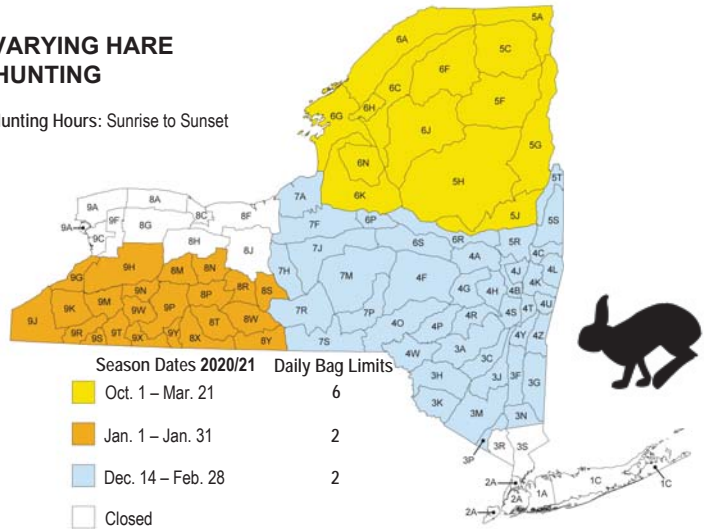 VARYING HARE
HUNTING
Hunting Hours: Sunrise to Sunset
5A
6A
5C
6F
6C
5F
6H
6G
6J
5G
6N
5H
5T
6K
7A
8A
9A
9F
8C
8F
5J
5S
6P
7F
8G
9A
9C
8H
6S
6R
5R
7J
8J
4C
4A
9H
8M
8N
7H
9G
7M
4F
4J
4L
4K
8R
8S
9N
8P
4G
4H
4B
9M
9K
9W
9P
4U
7R
7P
4R
4S
4T
9J
8T
8W
4O
4P
9R
9S
9T
9X
9Y
8X
8Y
7S
4Y
4Z
3A
4W
3C
Season Dates 2020/21 Daily Bag Limits
3H
3J
3F
3G
Oct. 1 – Mar. 21 6
3K
3M
3N
Jan. 1 – Jan. 31 2
3R
3S
3P
Dec. 14 – Feb. 28 2
2A
1C
1C
2A
1A
2A
Closed